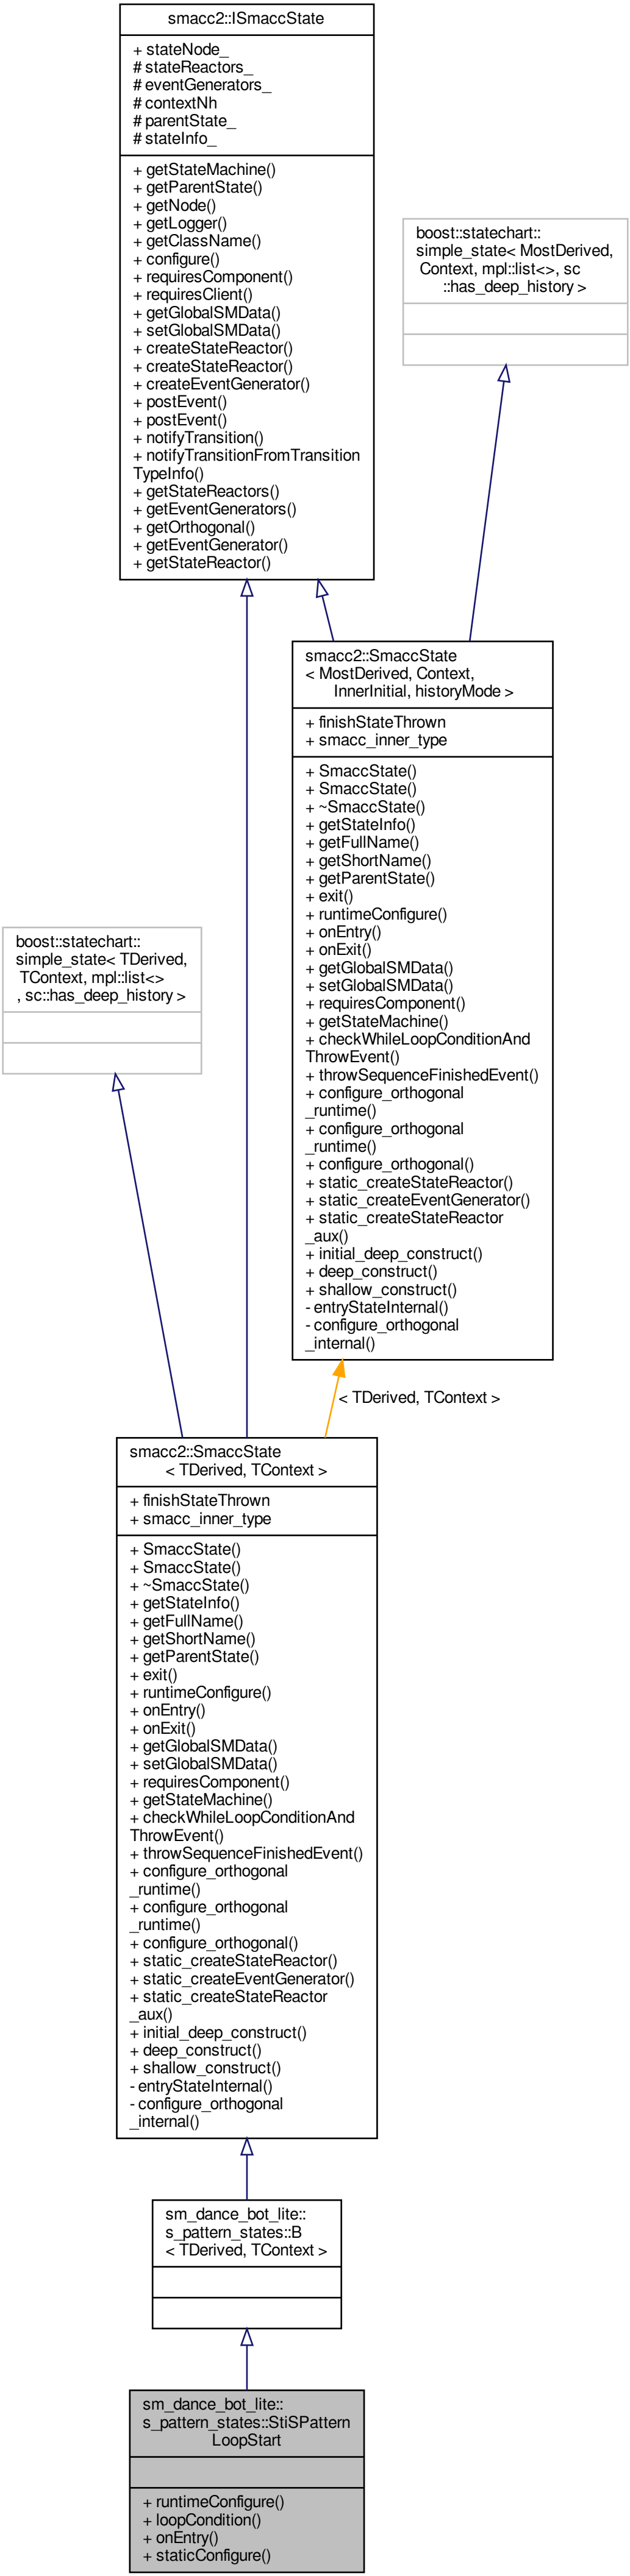 smacc2::ISmaccState
+ stateNode_
# stateReactors_
# eventGenerators_
# contextNh
# parentState_
# stateInfo_
+ getStateMachine()
+ getParentState()
+ getNode()
+ getLogger()
+ getClassName()
+ configure()
+ requiresComponent()
+ requiresClient()
+ getGlobalSMData()
+ setGlobalSMData()
+ createStateReactor()
+ createStateReactor()
+ createEventGenerator()
+ postEvent()
+ postEvent()
+ notifyTransition()
+ notifyTransitionFromTransition
TypeInfo()
+ getStateReactors()
+ getEventGenerators()
+ getOrthogonal()
+ getEventGenerator()
+ getStateReactor()
boost::statechart::
simple_state< MostDerived,
Context, mpl::list<>, sc
::has_deep_history >
smacc2::SmaccState
< MostDerived, Context,
InnerInitial, historyMode >
+ finishStateThrown
+ smacc_inner_type
+ SmaccState()
+ SmaccState()
+ ~SmaccState()
+ getStateInfo()
+ getFullName()
+ getShortName()
+ getParentState()
+ exit()
+ runtimeConfigure()
+ onEntry()
+ onExit()
+ getGlobalSMData()
+ setGlobalSMData()
+ requiresComponent()
+ getStateMachine()
+ checkWhileLoopConditionAnd
ThrowEvent()
+ throwSequenceFinishedEvent()
+ configure_orthogonal
_runtime()
+ configure_orthogonal
_runtime()
+ configure_orthogonal()
+ static_createStateReactor()
+ static_createEventGenerator()
+ static_createStateReactor
_aux()
+ initial_deep_construct()
+ deep_construct()
+ shallow_construct()
- entryStateInternal()
- configure_orthogonal
_internal()
boost::statechart::
simple_state< TDerived,
TContext, mpl::list<>
, sc::has_deep_history >
< TDerived, TContext >
smacc2::SmaccState
< TDerived, TContext >
+ finishStateThrown
+ smacc_inner_type
+ SmaccState()
+ SmaccState()
+ ~SmaccState()
+ getStateInfo()
+ getFullName()
+ getShortName()
+ getParentState()
+ exit()
+ runtimeConfigure()
+ onEntry()
+ onExit()
+ getGlobalSMData()
+ setGlobalSMData()
+ requiresComponent()
+ getStateMachine()
+ checkWhileLoopConditionAnd
ThrowEvent()
+ throwSequenceFinishedEvent()
+ configure_orthogonal
_runtime()
+ configure_orthogonal
_runtime()
+ configure_orthogonal()
+ static_createStateReactor()
+ static_createEventGenerator()
+ static_createStateReactor
_aux()
+ initial_deep_construct()
+ deep_construct()
+ shallow_construct()
- entryStateInternal()
- configure_orthogonal
_internal()
sm_dance_bot_lite::
s_pattern_states::B
< TDerived, TContext >
sm_dance_bot_lite::
s_pattern_states::StiSPattern
LoopStart
+ runtimeConfigure()
+ loopCondition()
+ onEntry()
+ staticConfigure()